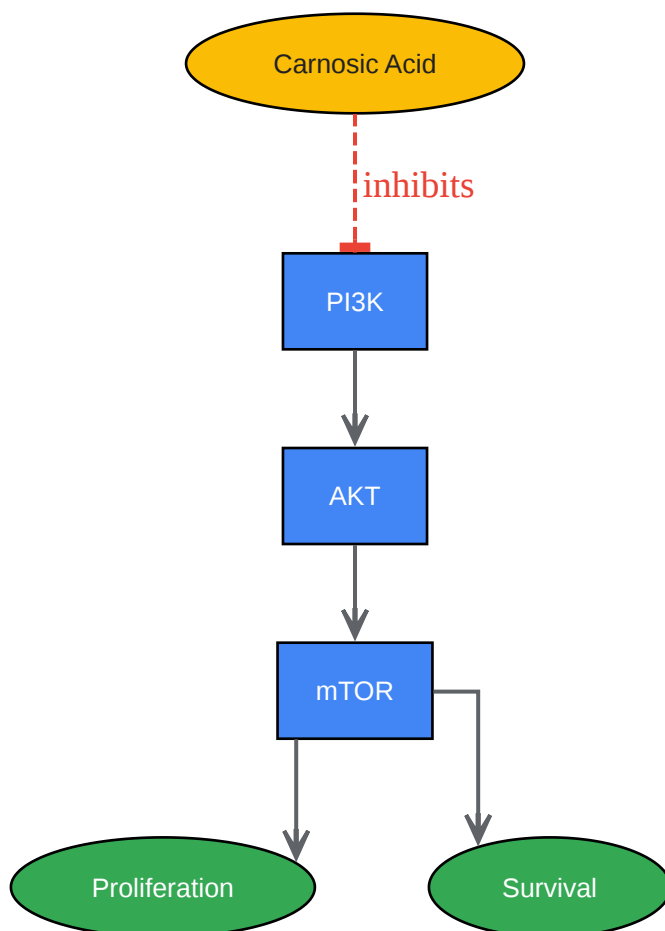 Carnosic Acid
inhibits
PI3K
AKT
mTOR
Proliferation
Survival